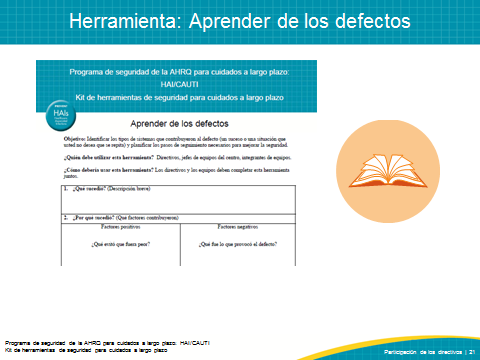 Herramienta: Aprender de los defectos
Programa de seguridad de la AHRQ para cuidados a largo plazo:
HAI/CAUTI
Kit de herramientas de seguridad para cuidados a largo plazo
HAIs
Aprender de los defectos
Objetivo: Identificar los tipos de sistemas que contribuyeron al defecto (un suceso o una situación que
usted no desea que se repita) y planificar los pasos de seguimiento necesarios para mejorar la seguridad.
¿Quién debe utilizar esta herramienta? Directivos, jefes de equipos del centro, integrantes de equipos.
¿Cómo debería usar esta herramienta? Los directivos y los equipos deben completar esta herramienta
juntos.
1. ¿Qué sucedió? (Descripción breve)
2. ¿Por qué sucedió? (Qué factores contribuyeron)
Factores positivos
Factores negativos
¿Qué evitó que fuera peor?
¿Qué fue lo que provocó el defecto?
Programa de seguridad de la AHRQ para cuidados a largo plazo: HAI/CAUTI
Kit de herramientas de seguridad para cuidados a largo plazo
Participación de los directivos | 21